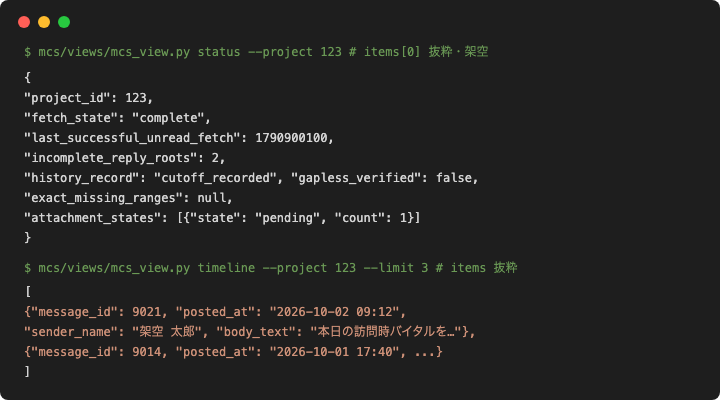 $ mcs/views/mcs_view.py status --project 123 # items[0] 抜粋・架空
{
"project_id": 123,
"fetch_state": "complete",
"last_successful_unread_fetch": 1790900100,
"incomplete_reply_roots": 2,
"history_record": "cutoff_recorded", "gapless_verified": false,
"exact_missing_ranges": null,
"attachment_states": [{"state": "pending", "count": 1}]
}
$ mcs/views/mcs_view.py timeline --project 123 --limit 3 # items 抜粋
[
{"message_id": 9021, "posted_at": "2026-10-02 09:12",
"sender_name": "架空 太郎", "body_text": "本日の訪問時バイタルを…"},
{"message_id": 9014, "posted_at": "2026-10-01 17:40", ...}
]